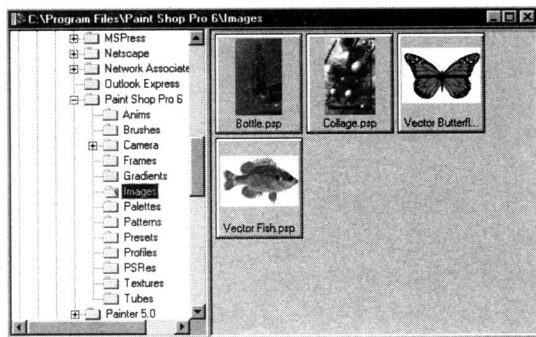 C:\Program Files\Paint Shop Pro 6\Images
MSPress
Netscape
Network Associate
Outlook Express
Paint Shop Pro 6
Anims
Brushes
Camera
Frames
Gradients
Images
Palettes
Patterns
Presets
Profiles
PSRes
Textures
Tubes
Painter 5.0
Bottle.psp
Collage.psp
Vector Butterfl...
Vector Fish.psp